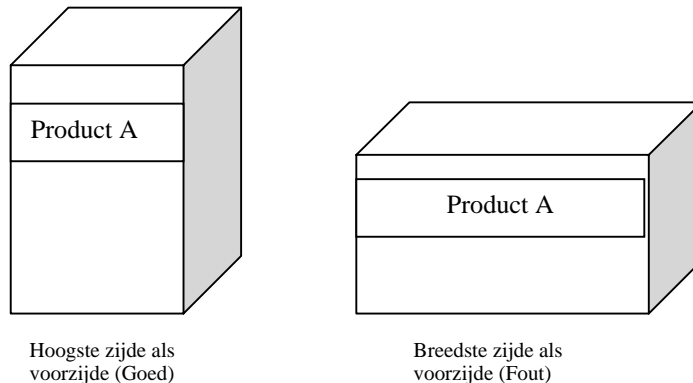 Product A
Product A
Hoogste zijde als
voorzijde (Goed)
Breedste zijde als
voorzijde (Fout)